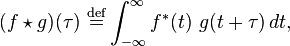 (f ⋆ g)(τ) ≝ ∫_{-∞}^{∞} f*(t) g(t + τ) dt,